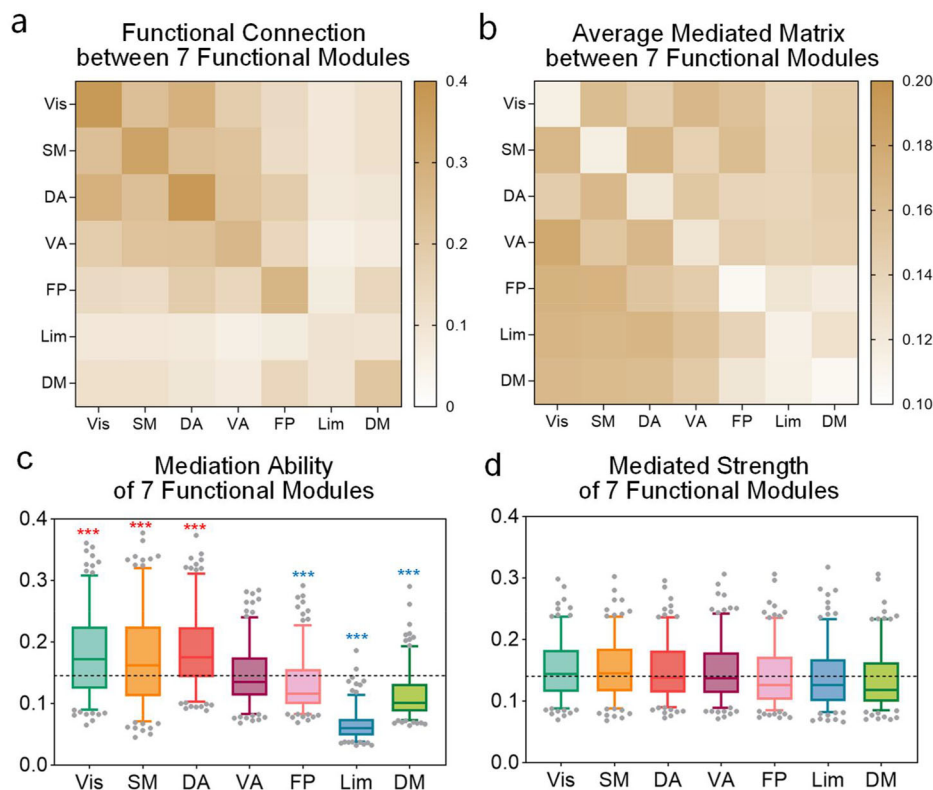 a
Functional Connection
between 7 Functional Modules
Vis
SM
DA
VA
FP
Lim
DM
Vis SM DA VA FP Lim DM
0.4
0.3
0.2
0.1
0
b
Average Mediated Matrix
between 7 Functional Modules
Vis
SM
DA
VA
FP
Lim
DM
Vis SM DA VA FP Lim DM
0.20
0.18
0.16
0.14
0.12
0.10
c
Mediation Ability
of 7 Functional Modules
0.4
0.3
0.2
0.1
0.0
*** *** *** *** *** ***
Vis SM DA VA FP Lim DM
d
Mediated Strength
of 7 Functional Modules
0.4
0.3
0.2
0.1
0.0
Vis SM DA VA FP Lim DM